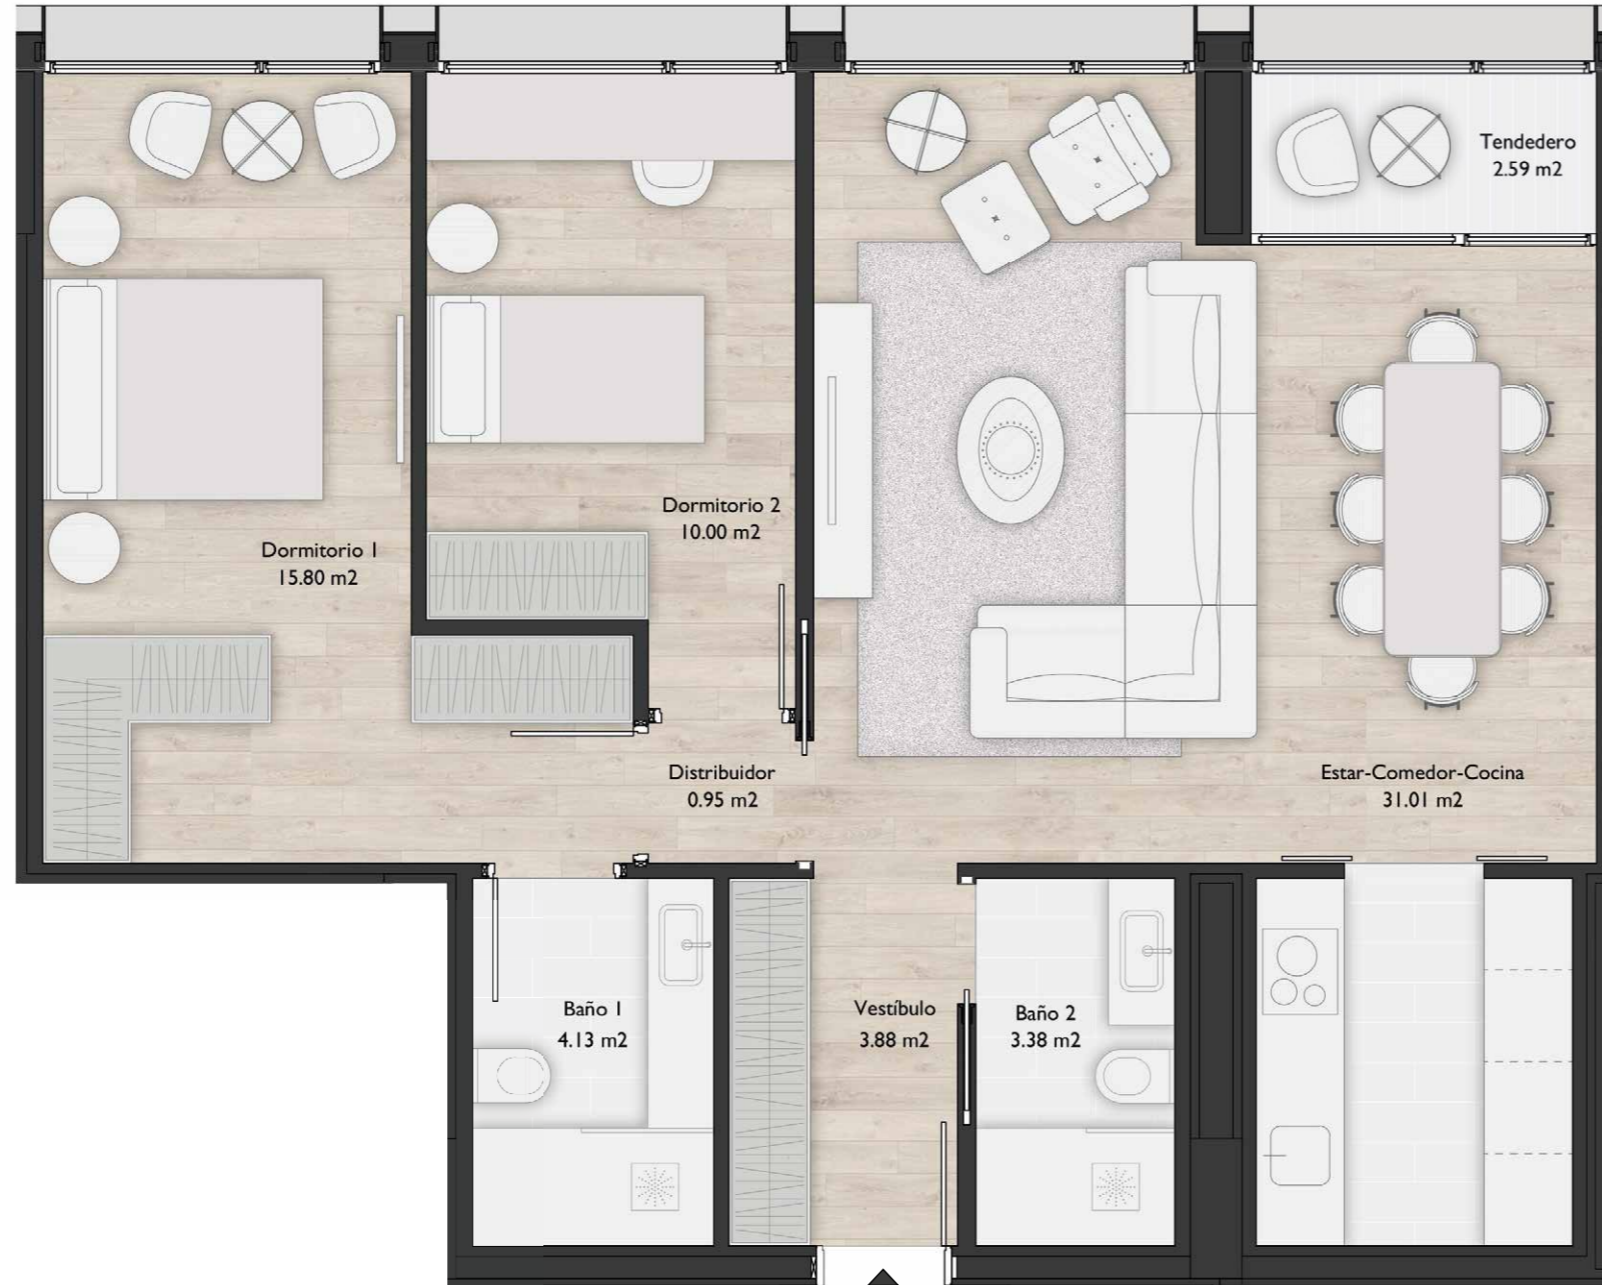 Tendedero
2.59 m2
Dormitorio 2
10.00 m2
Dormitorio 1
15.80 m2
Distribuidor
0.95 m2
Estar-Comedor-Cocina
31.01 m2
Baño 1
4.13 m2
Vestíbulo
3.88 m2
Baño 2
3.38 m2